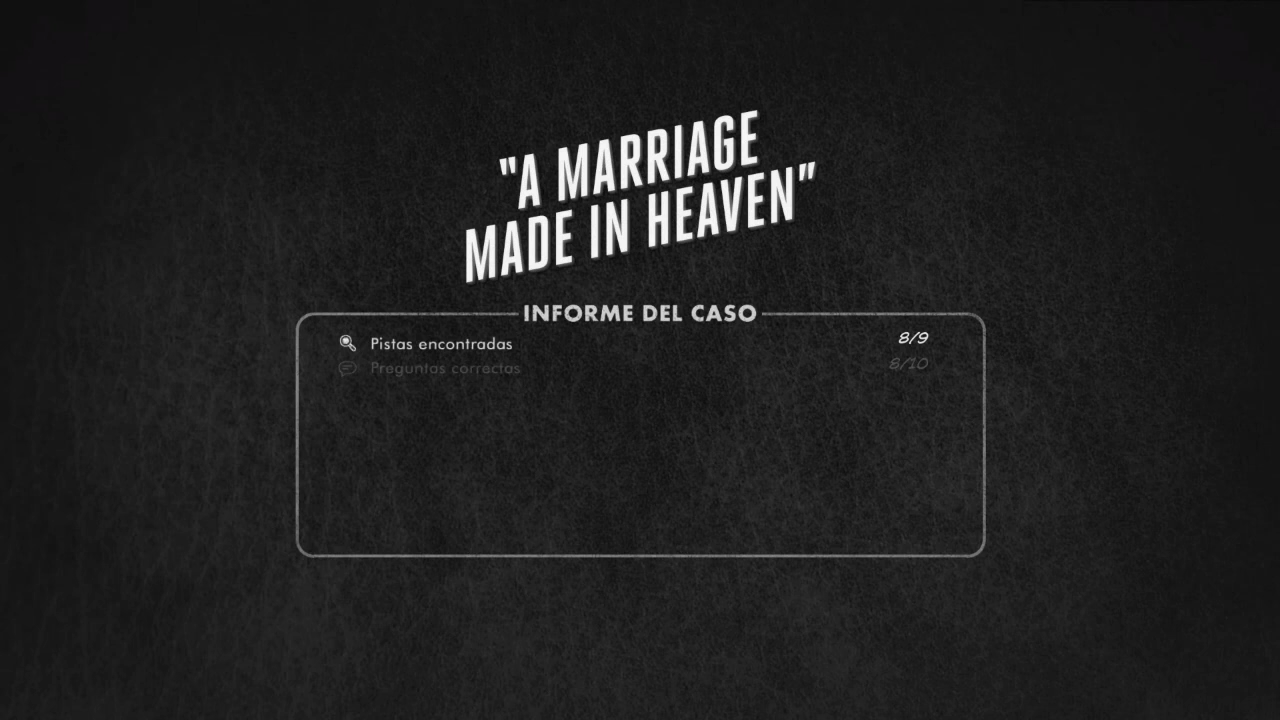 "A MARRIAGE
MADE IN HEAVEN"
INFORME DEL CASO
Pistas encontradas 8/9
Preguntas correctas 8/10